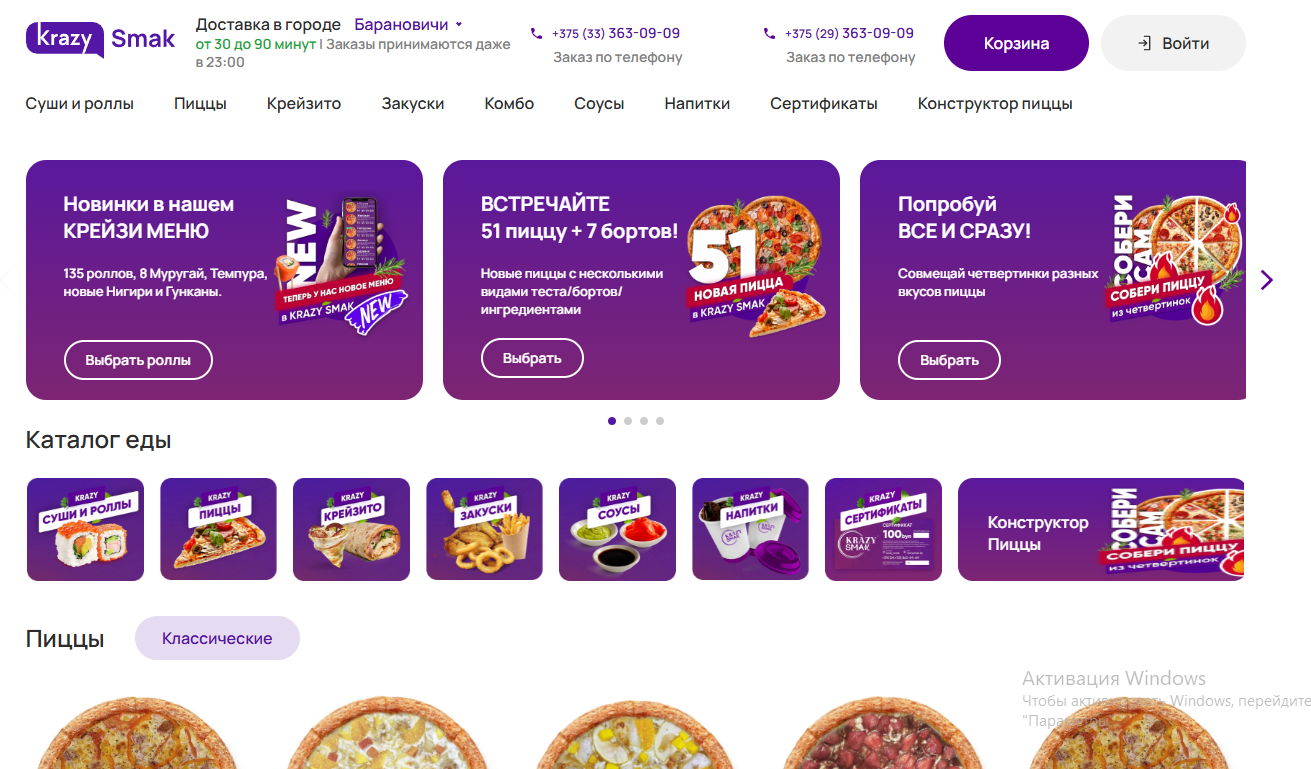 Krazy Smak
Доставка в городе Барановичи
от 30 до 90 минут | Заказы принимаются даже
в 23:00
+375 (33) 363-09-09
Заказ по телефону
+375 (29) 363-09-09
Заказ по телефону
Корзина
Войти
Суши и роллы Пиццы Крейзито Закуски Комбо Соусы Напитки Сертификаты Конструктор пиццы
Новинки в нашем
КРЕЙЗИ МЕНЮ
135 роллов, 8 Муругай, Темпура,
новые Нигири и Гунканы.
Выбрать роллы
NEW
ТЕПЕРЬ У НАС НОВОЕ МЕНЮ
в KRAZY SMAK
NEW
ВСТРЕЧАЙТЕ
51 пиццу + 7 бортов!
Новые пиццы с несколькими
видами теста/бортов/
ингредиентами
Выбрать
51
НОВАЯ ПИЦЦА
в KRAZY SMAK
Попробуй
ВСЕ И СРАЗУ!
Совмещай четвертинки разных
вкусов пиццы
Выбрать
СОБЕРИ
САМ
СОБЕРИ ПИЦЦУ
из четвертинок
Каталог еды
KRAZY
СУШИ И РОЛЛЫ
KRAZY
ПИЦЦЫ
KRAZY
КРЕЙЗИТО
KRAZY
ЗАКУСКИ
KRAZY
СОУСЫ
KRAZY
НАПИТКИ
KRAZY
СЕРТИФИКАТЫ
СЕРТИФИКАТ
100 byn
KRAZY
SMAK
Конструктор
Пиццы
СОБЕРИ
САМ
СОБЕРИ ПИЦЦУ
из четвертинок
Пиццы
Классические
Активация Windows
Чтобы активировать Windows, перейдите
"Параметры